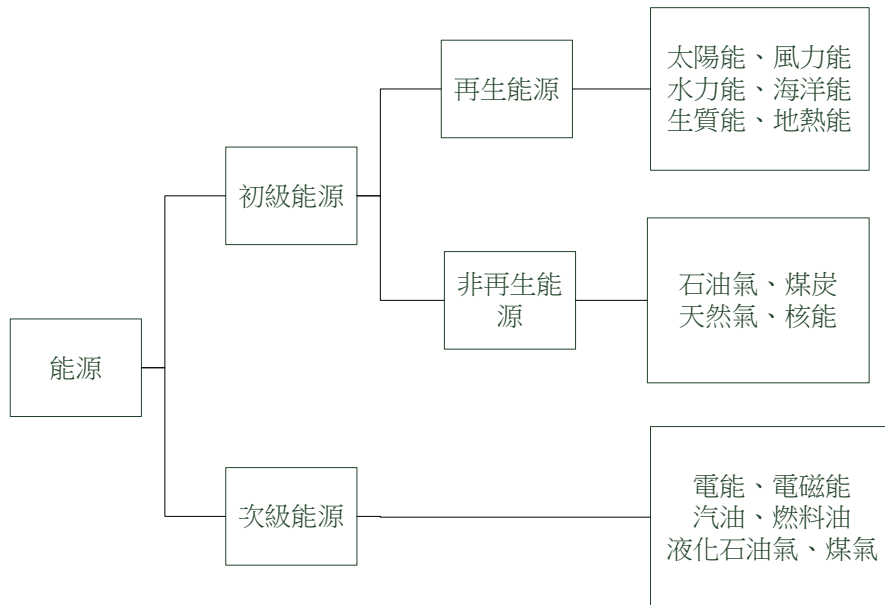 能源
初級能源
次級能源
再生能源
非再生能
源
太陽能、風力能
水力能、海洋能
生質能、地熱能
石油氣、煤炭
天然氣、核能
電能、電磁能
汽油、燃料油
液化石油氣、煤氣